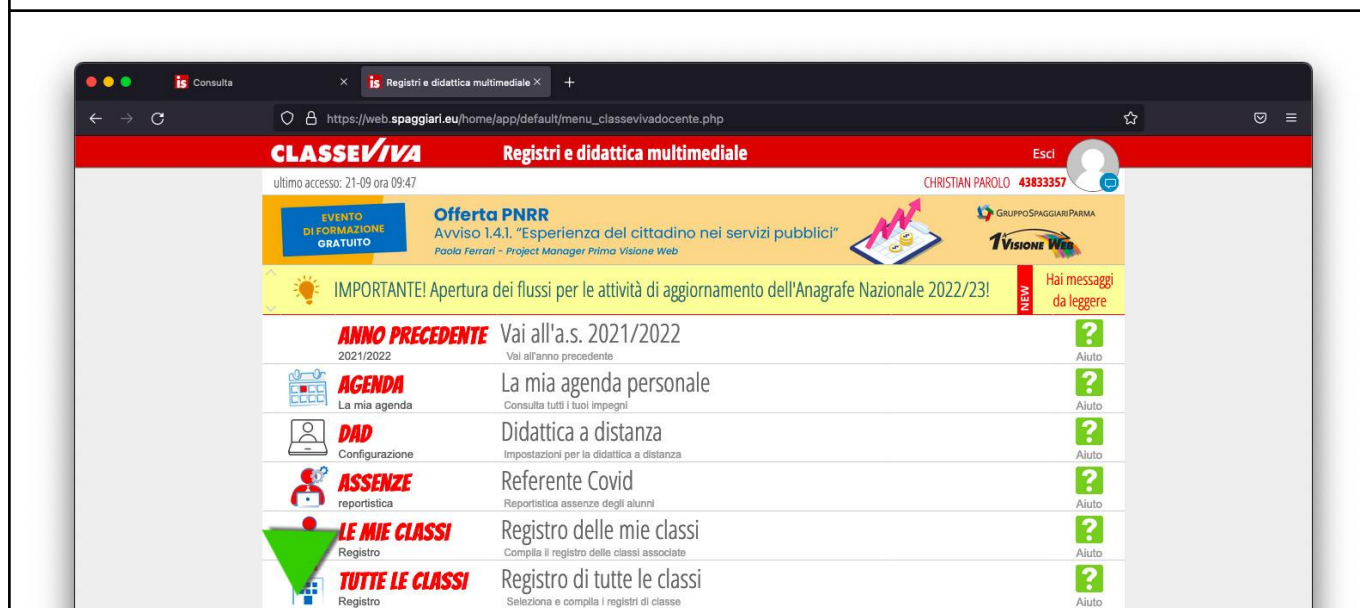 Consulta
Registri e didattica multimediale
https://web.spaggiari.eu/home/app/default/menu_classevivadocente.php
CLASSEVIVA Registri e didattica multimediale Esci
ultimo accesso: 21-09 ora 09:47 CHRISTIAN PAROLO 43833357
EVENTO
DI FORMAZIONE
GRATUITO
Offerta PNRR
Avviso 1.4.1. "Esperienza del cittadino nei servizi pubblici"
Paola Ferrari - Project Manager Prima Visione Web
GRUPPOSPAGGIARIPARMA
1VISIONE WEB
IMPORTANTE! Apertura dei flussi per le attività di aggiornamento dell'Anagrafe Nazionale 2022/23!
NEW
Hai messaggi
da leggere
ANNO PRECEDENTE Vai all'a.s. 2021/2022 ?
2021/2022 Vai all'anno precedente Aiuto
AGENDA La mia agenda personale ?
La mia agenda Consulta tutti i tuoi impegni Aiuto
DAD Didattica a distanza ?
Configurazione Impostazioni per la didattica a distanza Aiuto
ASSENZE Referente Covid ?
reportistica Reportistica assenze degli alunni Aiuto
LE MIE CLASSI Registro delle mie classi ?
Registro Compila il registro delle classi associate Aiuto
TUTTE LE CLASSI Registro di tutte le classi ?
Registro Seleziona e compila i registri di classe Aiuto